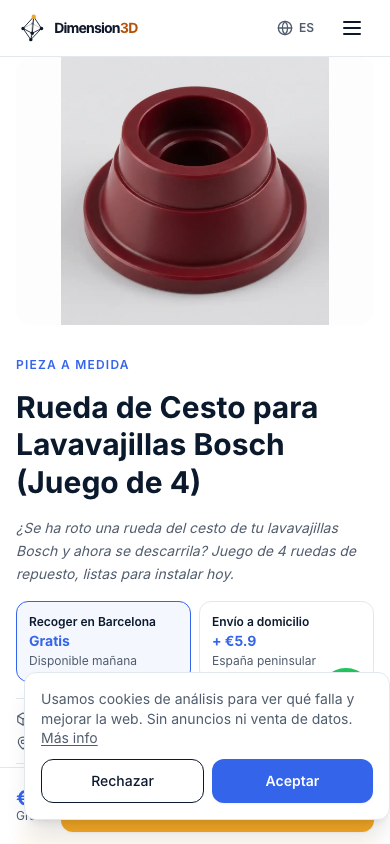 Dimension3D
ES
PIEZA A MEDIDA
Rueda de Cesto para
Lavavajillas Bosch
(Juego de 4)
¿Se ha roto una rueda del cesto de tu lavavajillas
Bosch y ahora se descarrila? Juego de 4 ruedas de
repuesto, listas para instalar hoy.
Recoger en Barcelona
Gratis
Disponible mañana
Envío a domicilio
+ €5.9
España peninsular
Usamos cookies de análisis para ver qué falla y
mejorar la web. Sin anuncios ni venta de datos.
Más info
Rechazar
Aceptar